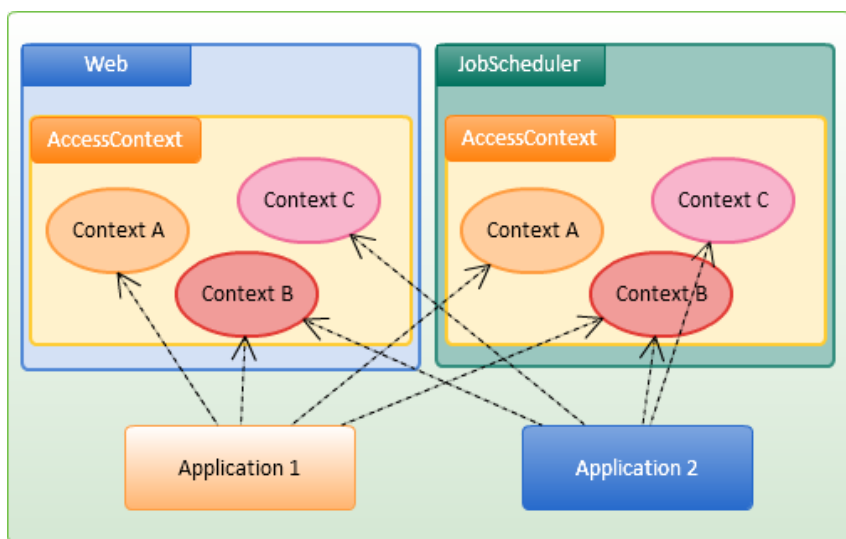 Web
JobScheduler
AccessContext
AccessContext
Context A
Context C
Context B
Context A
Context C
Context B
Application 1
Application 2